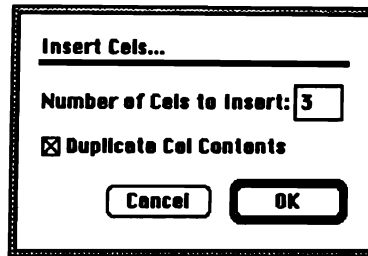 Insert Cels...
Number of Cels to Insert: 3
Duplicate Cel Contents
Cancel OK